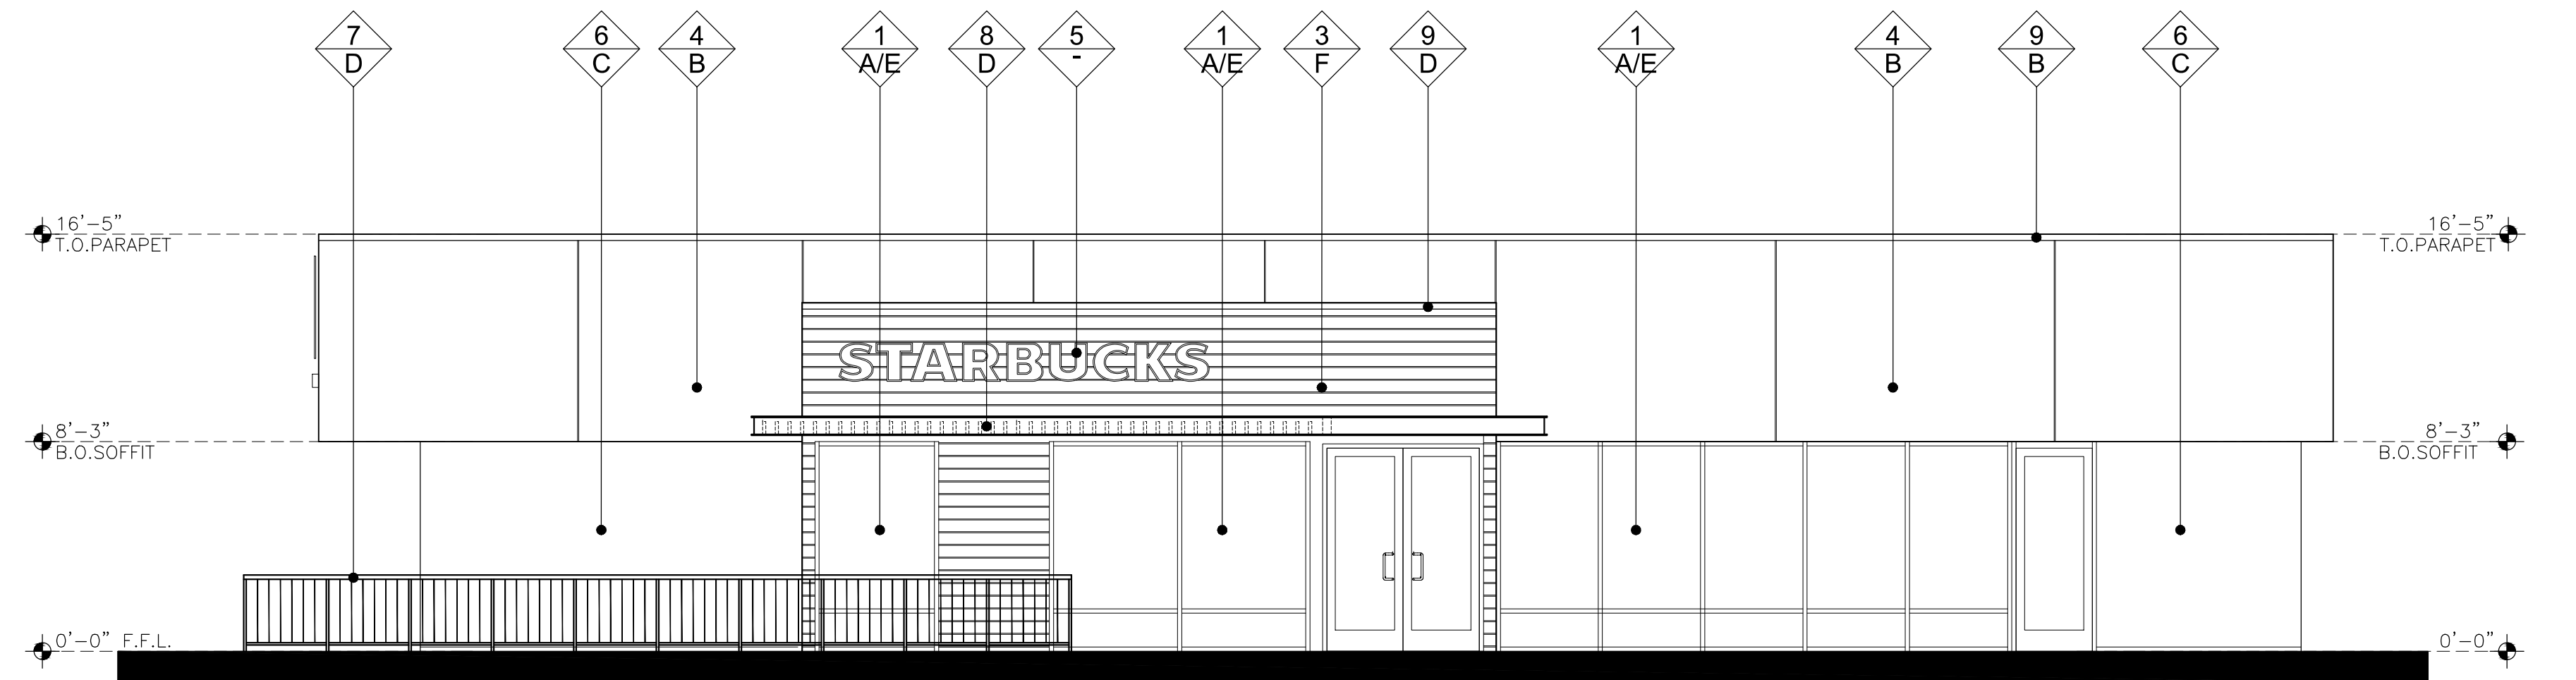 7
D
6
C
4
B
1
A/E
8
D
5
-
1
A/E
3
F
9
D
1
A/E
4
B
9
B
6
C
16'-5"
T.O.PARAPET
16'-5"
T.O.PARAPET
STARBUCKS
8'-3"
B.O.SOFFIT
8'-3"
B.O.SOFFIT
0'-0" F.F.L.
0'-0"